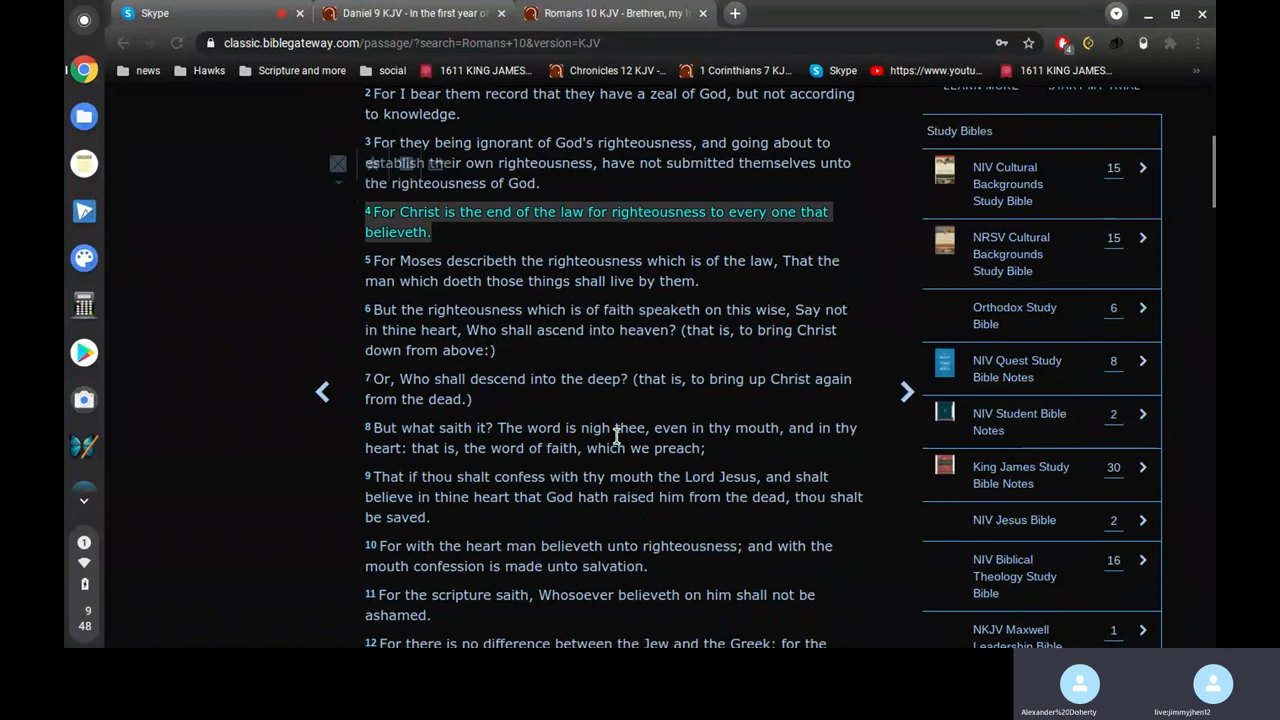 Skype
Daniel 9 KJV - In the first year of
Romans 10 KJV - Brethren, my h
classic.biblegateway.com/passage/?search=Romans+10&version=KJV
4
news
Hawks
Scripture and more
social
1611 KING JAMES...
Chronicles 12 KJV -...
1 Corinthians 7 KJ...
Skype
https://www.youtu...
1611 KING JAMES...
»
LEARN MORE
START MY TRIAL
2 For I bear them record that they have a zeal of God, but not according
to knowledge.
3 For they being ignorant of God's righteousness, and going about to
establish their own righteousness, have not submitted themselves unto
the righteousness of God.
4 For Christ is the end of the law for righteousness to every one that
believeth.
5 For Moses describeth the righteousness which is of the law, That the
man which doeth those things shall live by them.
6 But the righteousness which is of faith speaketh on this wise, Say not
in thine heart, Who shall ascend into heaven? (that is, to bring Christ
down from above:)
7 Or, Who shall descend into the deep? (that is, to bring up Christ again
from the dead.)
8 But what saith it? The word is nigh thee, even in thy mouth, and in thy
heart: that is, the word of faith, which we preach;
9 That if thou shalt confess with thy mouth the Lord Jesus, and shalt
believe in thine heart that God hath raised him from the dead, thou shalt
be saved.
10 For with the heart man believeth unto righteousness; and with the
mouth confession is made unto salvation.
11 For the scripture saith, Whosoever believeth on him shall not be
ashamed.
12 For there is no difference between the Jew and the Greek: for the
Study Bibles
NIV Cultural
Backgrounds
Study Bible
15
NRSV Cultural
Backgrounds
Study Bible
15
Orthodox Study
Bible
6
NIV Quest Study
Bible Notes
8
NIV Student Bible
Notes
2
King James Study
Bible Notes
30
NIV Jesus Bible
2
NIV Biblical
Theology Study
Bible
16
NKJV Maxwell
Leadership Bible
1
1
9
48
Alexander%20Doherty
live:jimmyjhen12